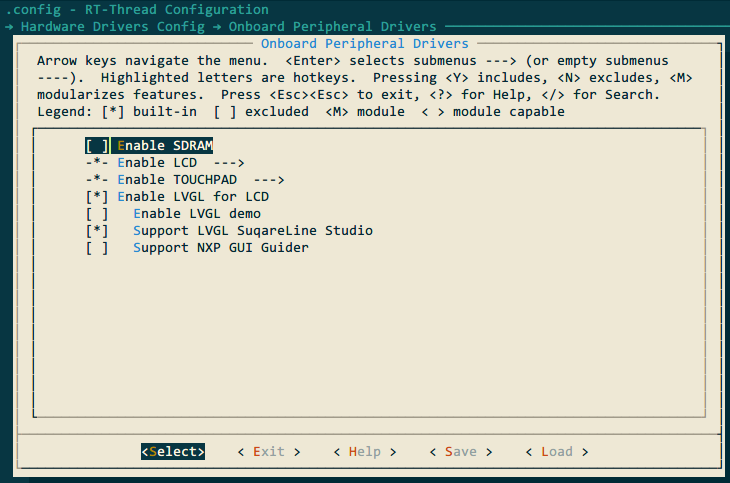 .config - RT-Thread Configuration
→ Hardware Drivers Config → Onboard Peripheral Drivers
Onboard Peripheral Drivers
Arrow keys navigate the menu.  <Enter> selects submenus ---> (or empty submenus
----).  Highlighted letters are hotkeys.  Pressing <Y> includes, <N> excludes, <M>
modularizes features.  Press <Esc><Esc> to exit, <?> for Help, </> for Search.
Legend: [*] built-in  [ ] excluded  <M> module  < > module capable
[ ] Enable SDRAM
-*- Enable LCD  --->
-*- Enable TOUCHPAD  --->
[*] Enable LVGL for LCD
[ ]   Enable LVGL demo
[*]   Support LVGL SuqareLine Studio
[ ]   Support NXP GUI Guider
<Select>    < Exit >    < Help >    < Save >    < Load >